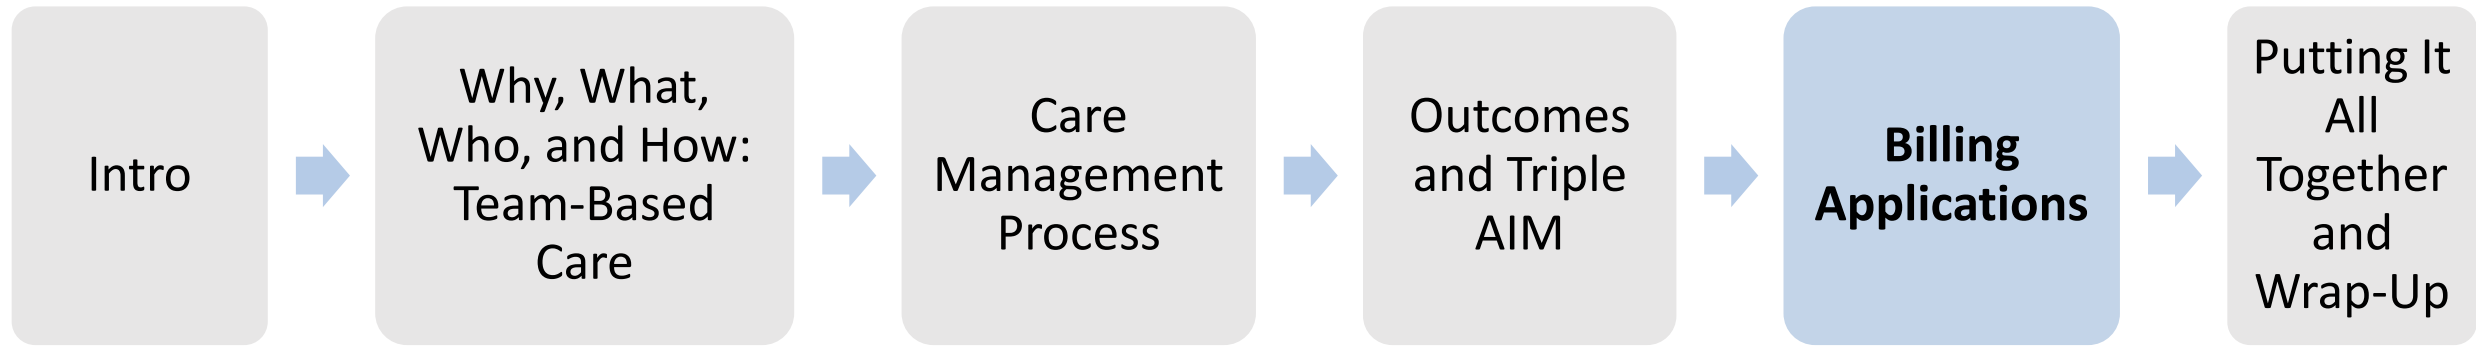 Intro
Why, What,
Who, and How:
Team-Based
Care
Care
Management
Process
Outcomes
and Triple
AIM
Billing
Applications
Putting It
All
Together
and
Wrap-Up